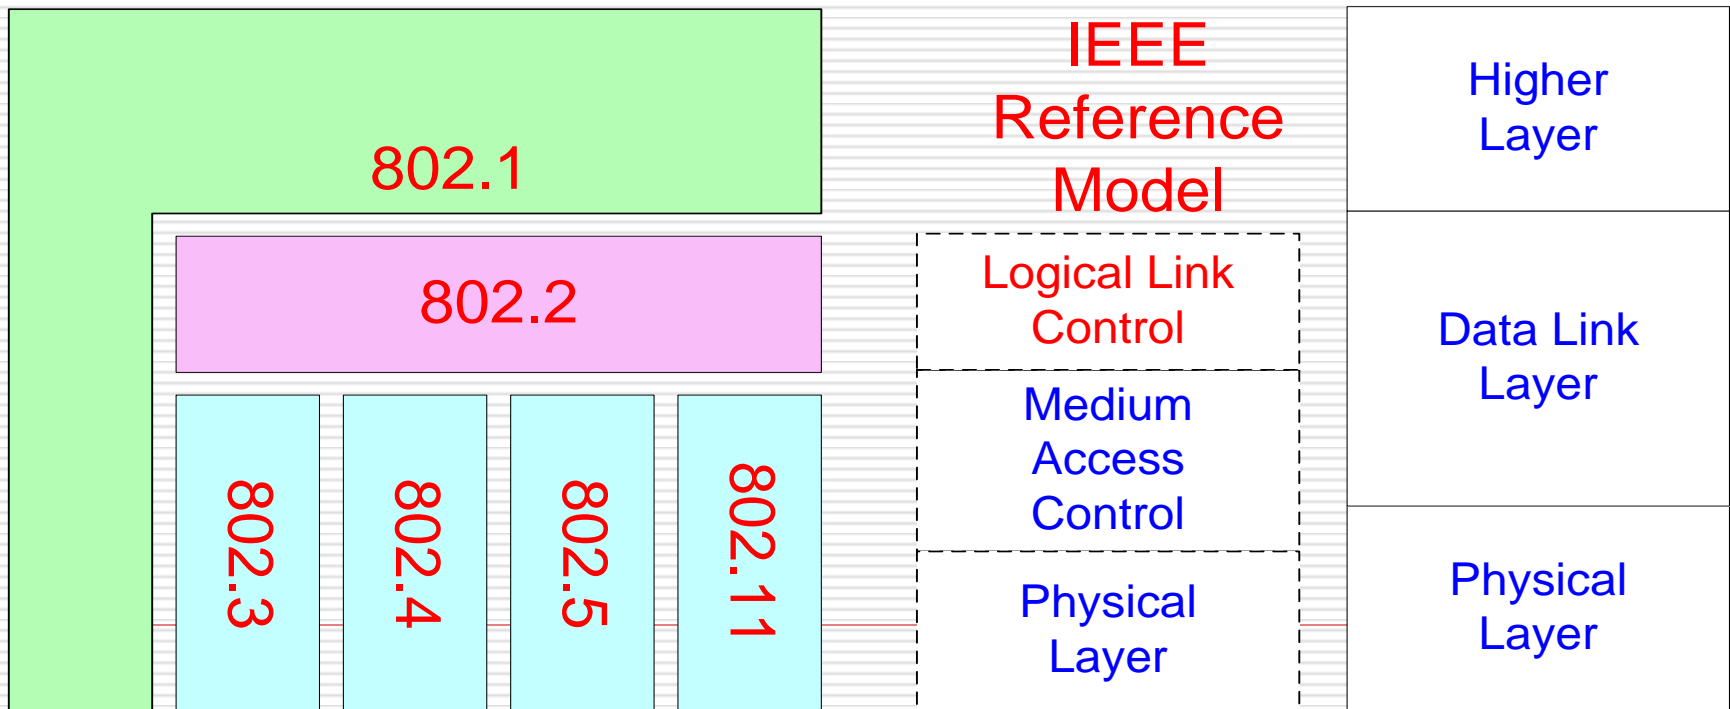 802.1
802.2
802.3
802.4
802.5
802.11
IEEE
Reference
Model
Logical Link
Control
Medium
Access
Control
Physical
Layer
Higher
Layer
Data Link
Layer
Physical
Layer